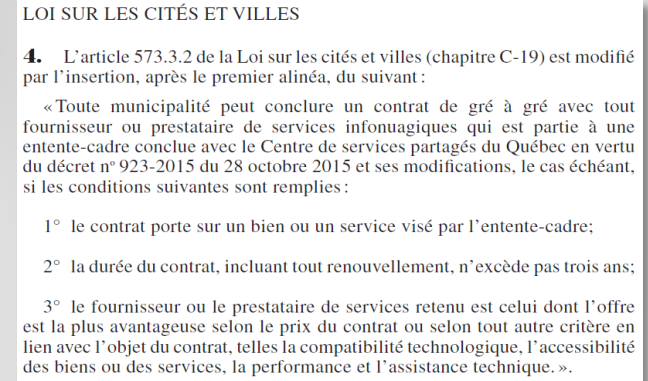 LOI SUR LES CITÉS ET VILLES
4. L’article 573.3.2 de la Loi sur les cités et villes (chapitre C-19) est modifié
par l’insertion, après le premier alinéa, du suivant :
« Toute municipalité peut conclure un contrat de gré à gré avec tout
fournisseur ou prestataire de services infonuagiques qui est partie à une
entente-cadre conclue avec le Centre de services partagés du Québec en vertu
du décret n° 923-2015 du 28 octobre 2015 et ses modifications, le cas échéant,
si les conditions suivantes sont remplies :
1° le contrat porte sur un bien ou un service visé par l’entente-cadre;
2° la durée du contrat, incluant tout renouvellement, n’excède pas trois ans;
3° le fournisseur ou le prestataire de services retenu est celui dont l’offre
est la plus avantageuse selon le prix du contrat ou selon tout autre critère en
lien avec l’objet du contrat, telles la compatibilité technologique, l’accessibilité
des biens ou des services, la performance et l’assistance technique. ».